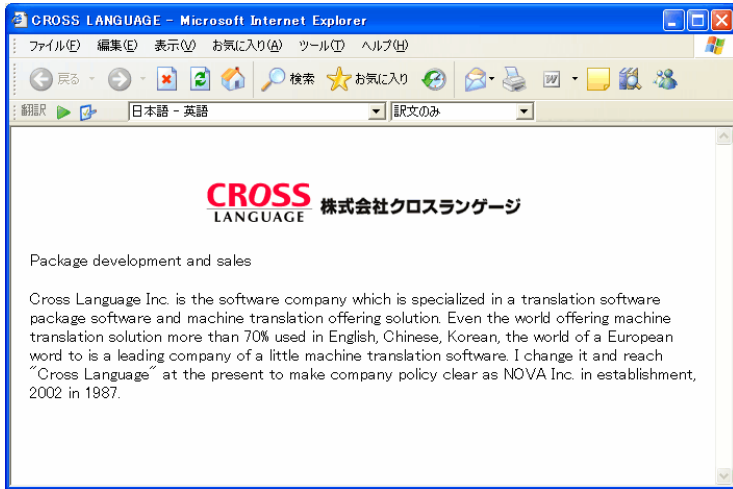 CROSS LANGUAGE - Microsoft Internet Explorer
ファイル(F) 編集(E) 表示(V) お気に入り(A) ツール(T) ヘルプ(H)
戻る 検索 お気に入り
翻訳 日本語 - 英語 訳文のみ
CROSS
LANGUAGE 株式会社クロスランゲージ
Package development and sales
Cross Language Inc. is the software company which is specialized in a translation software
package software and machine translation offering solution. Even the world offering machine
translation solution more than 70% used in English, Chinese, Korean, the world of a European
word to is a leading company of a little machine translation software. I change it and reach
"Cross Language" at the present to make company policy clear as NOVA Inc. in establishment,
2002 in 1987.